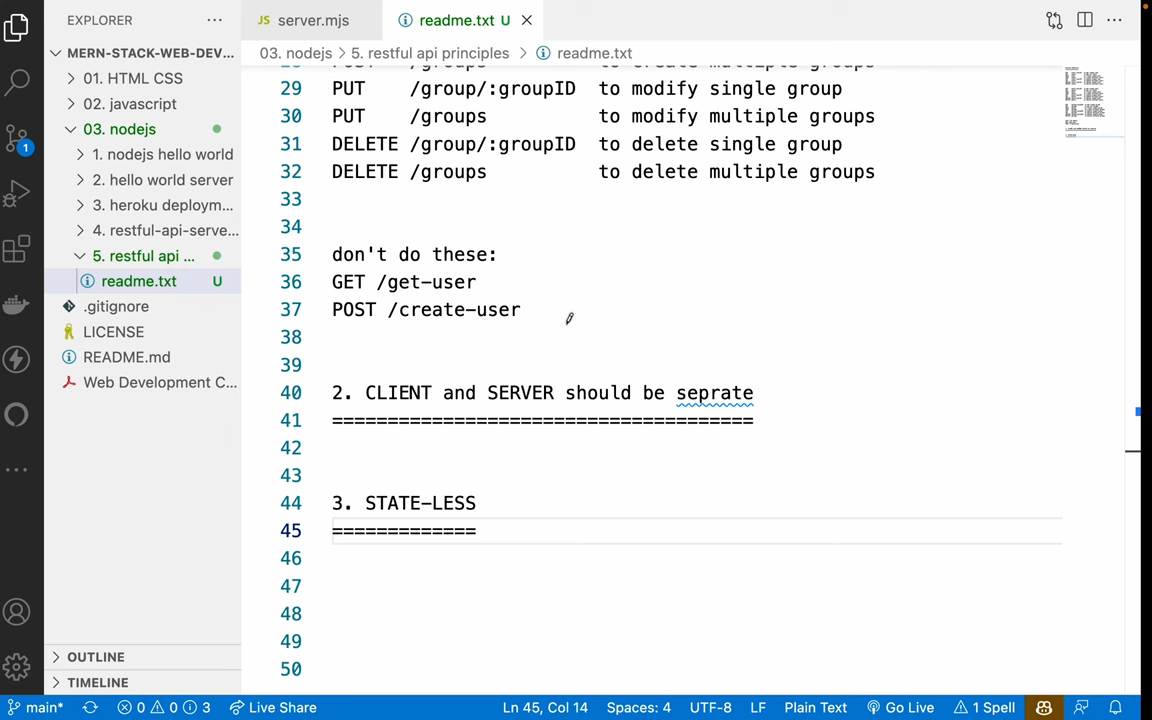 EXPLORER
server.mjs
readme.txt U
MERN-STACK-WEB-DEV...
03. nodejs > 5. restful api principles > readme.txt
01. HTML CSS
02. javascript
03. nodejs
1. nodejs hello world
2. hello world server
3. heroku deploym...
4. restful-api-serve...
5. restful api ...
readme.txt U
.gitignore
LICENSE
README.md
Web Development C...
29 PUT /group/:groupID to modify single group
30 PUT /groups to modify multiple groups
31 DELETE /group/:groupID to delete single group
32 DELETE /groups to delete multiple groups
33
34
35 don't do these:
36 GET /get-user
37 POST /create-user
38
39
40 2. CLIENT and SERVER should be seprate
41 ======================================
42
43
44 3. STATE-LESS
45 =============
46
47
48
49
50
1
OUTLINE
TIMELINE
main* 0 0 3 Live Share Ln 45, Col 14 Spaces: 4 UTF-8 LF Plain Text Go Live 1 Spell